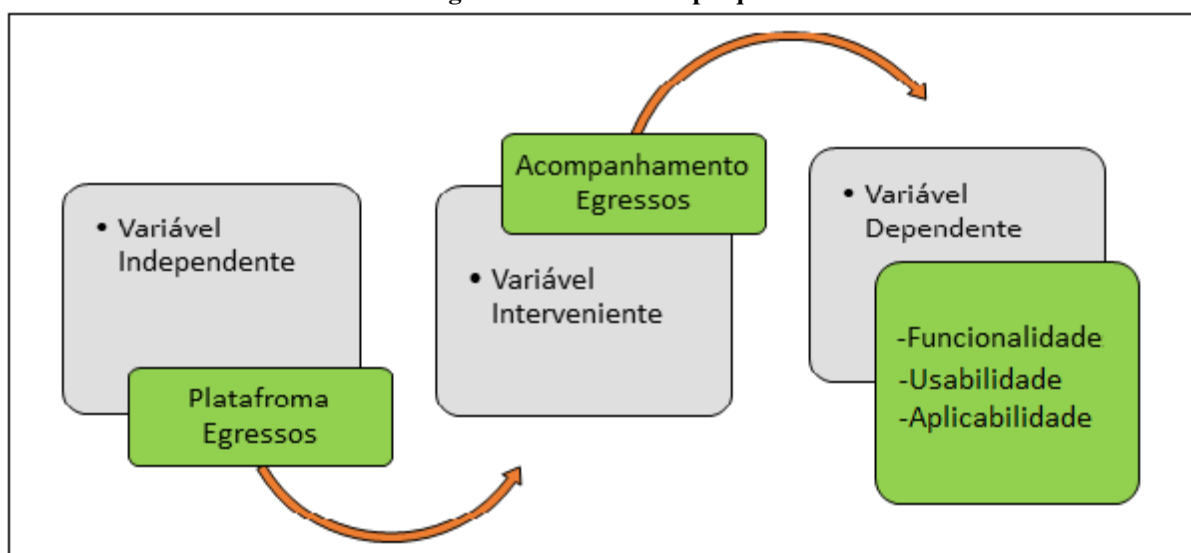 • Variável
Independente
Platafroma
Egressos
Acompanhamento
Egressos
• Variável
Interveniente
• Variável
Dependente
-Funcionalidade
-Usabilidade
-Aplicabilidade